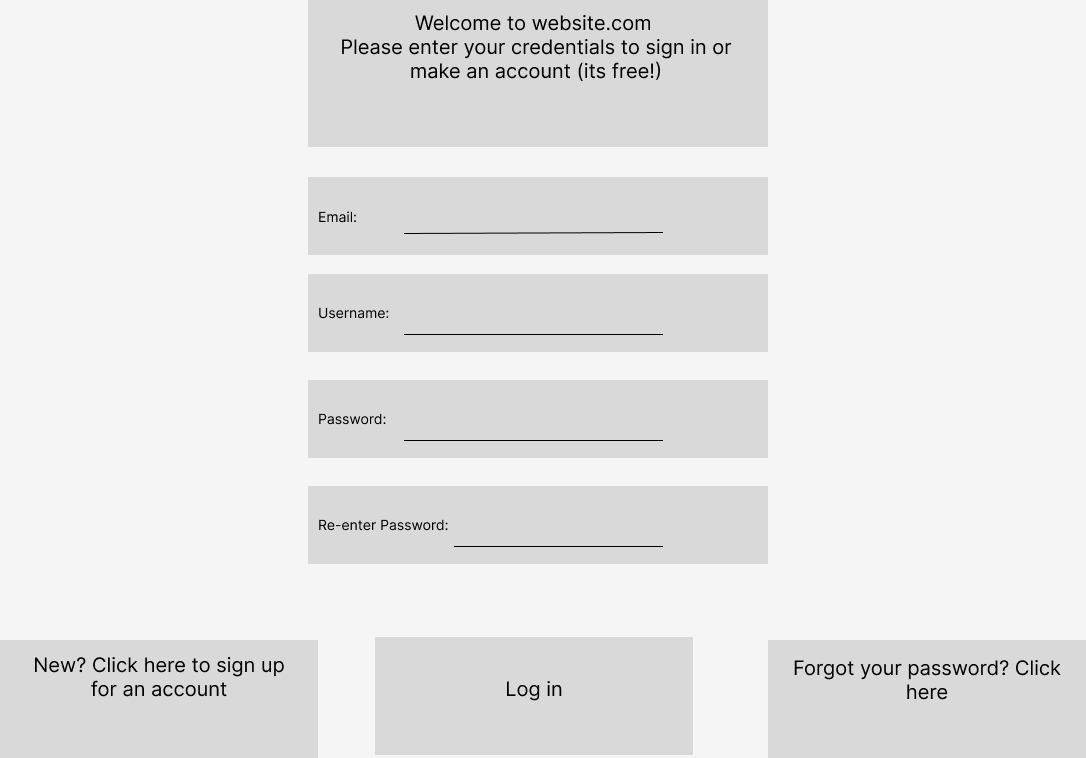 Welcome to website.com
Please enter your credentials to sign in or
make an account (its free!)
Email:
Username:
Password:
Re-enter Password:
New? Click here to sign up
for an account
Log in
Forgot your password? Click
here